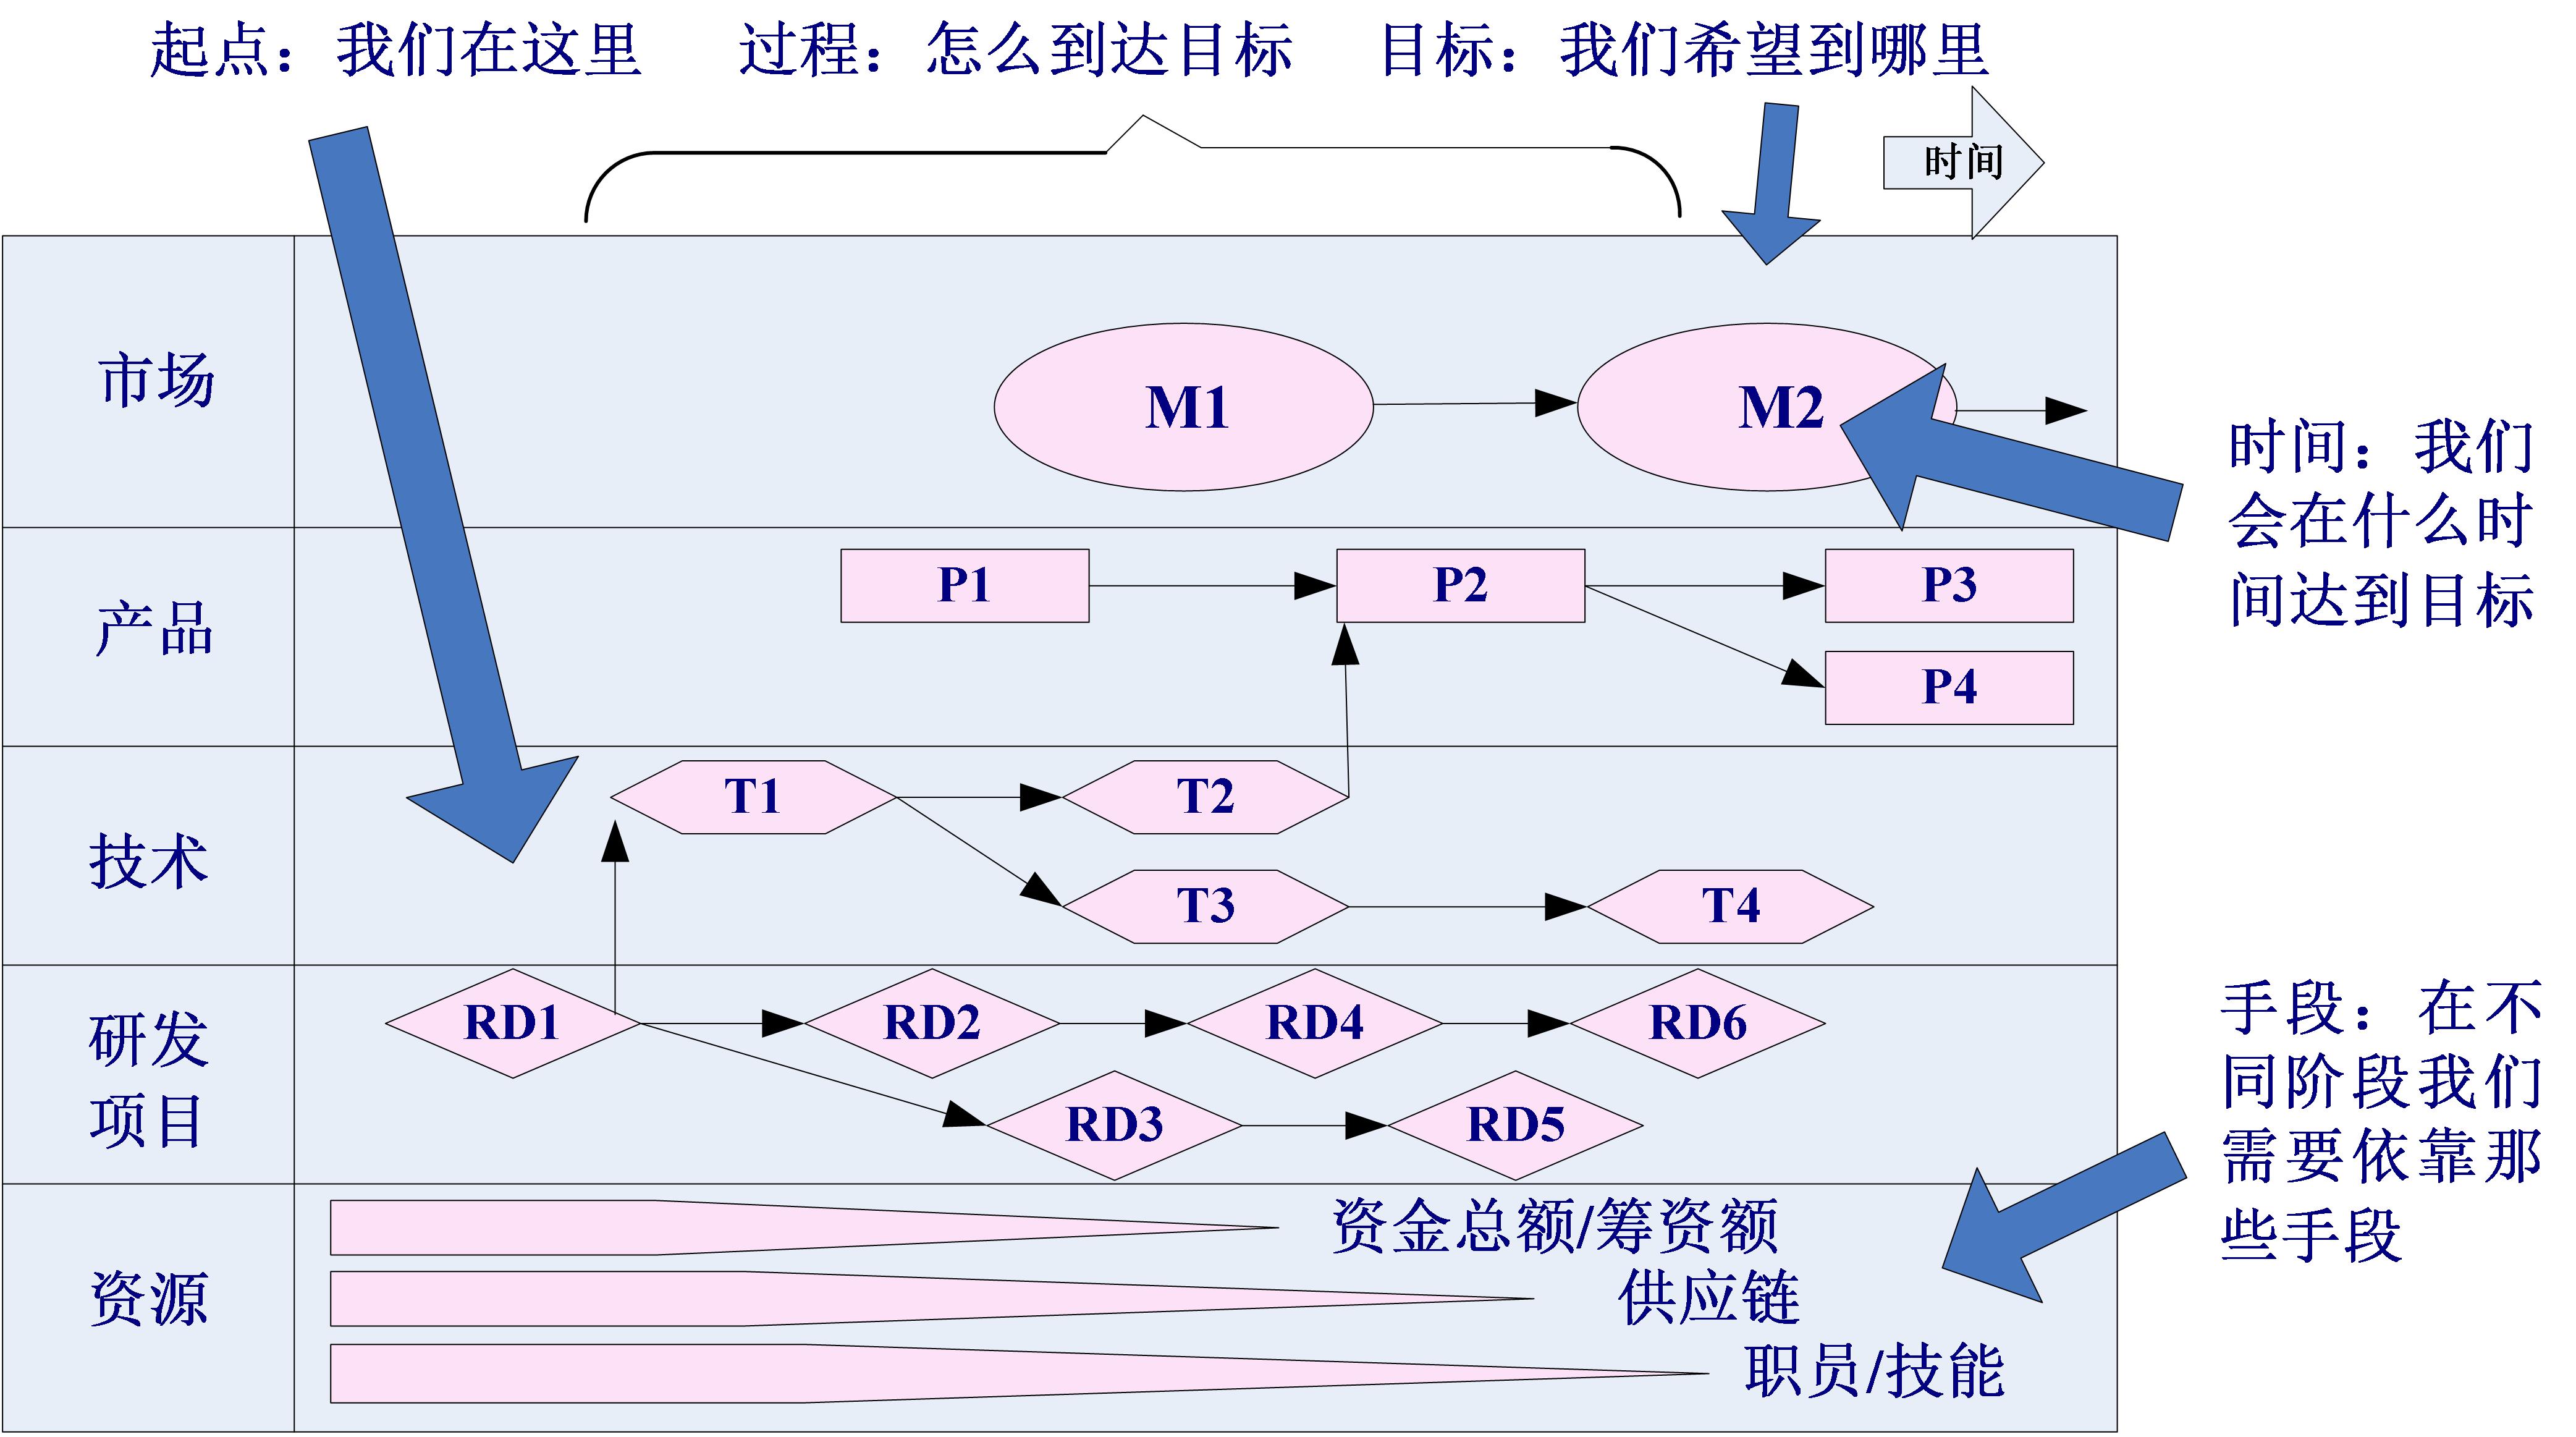 起点：我们在这里
过程：怎么到达目标
目标：我们希望到哪里
时间
市场
M1
M2
时间：我们
会在什么时
间达到目标
产品
P1
P2
P3
P4
技术
T1
T2
T3
T4
研发
项目
RD1
RD2
RD4
RD6
RD3
RD5
手段：在不
同阶段我们
需要依靠那
些手段
资源
资金总额/筹资额
供应链
职员/技能